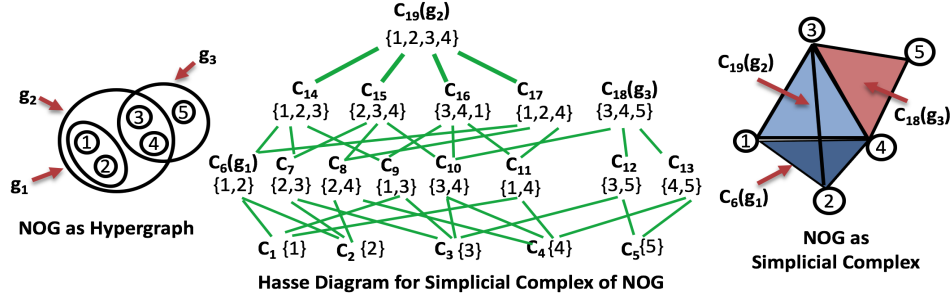 g₂
g₃
g₁
1
2
3
4
5
NOG as Hypergraph
C₁₉(g₂)
{1,2,3,4}
C₁₄ C₁₅ C₁₆ C₁₇ C₁₈(g₃)
{1,2,3} {2,3,4} {3,4,1} {1,2,4} {3,4,5}
C₆(g₁) C₇ C₈ C₉ C₁₀ C₁₁ C₁₂ C₁₃
{1,2} {2,3} {2,4} {1,3} {3,4} {1,4} {3,5} {4,5}
C₁ {1} C₂ {2} C₃ {3} C₄ {4} C₅ {5}
Hasse Diagram for Simplicial Complex of NOG
3
5
C₁₉(g₂)
C₁₈(g₃)
1
4
C₆(g₁)
2
NOG as
Simplicial Complex